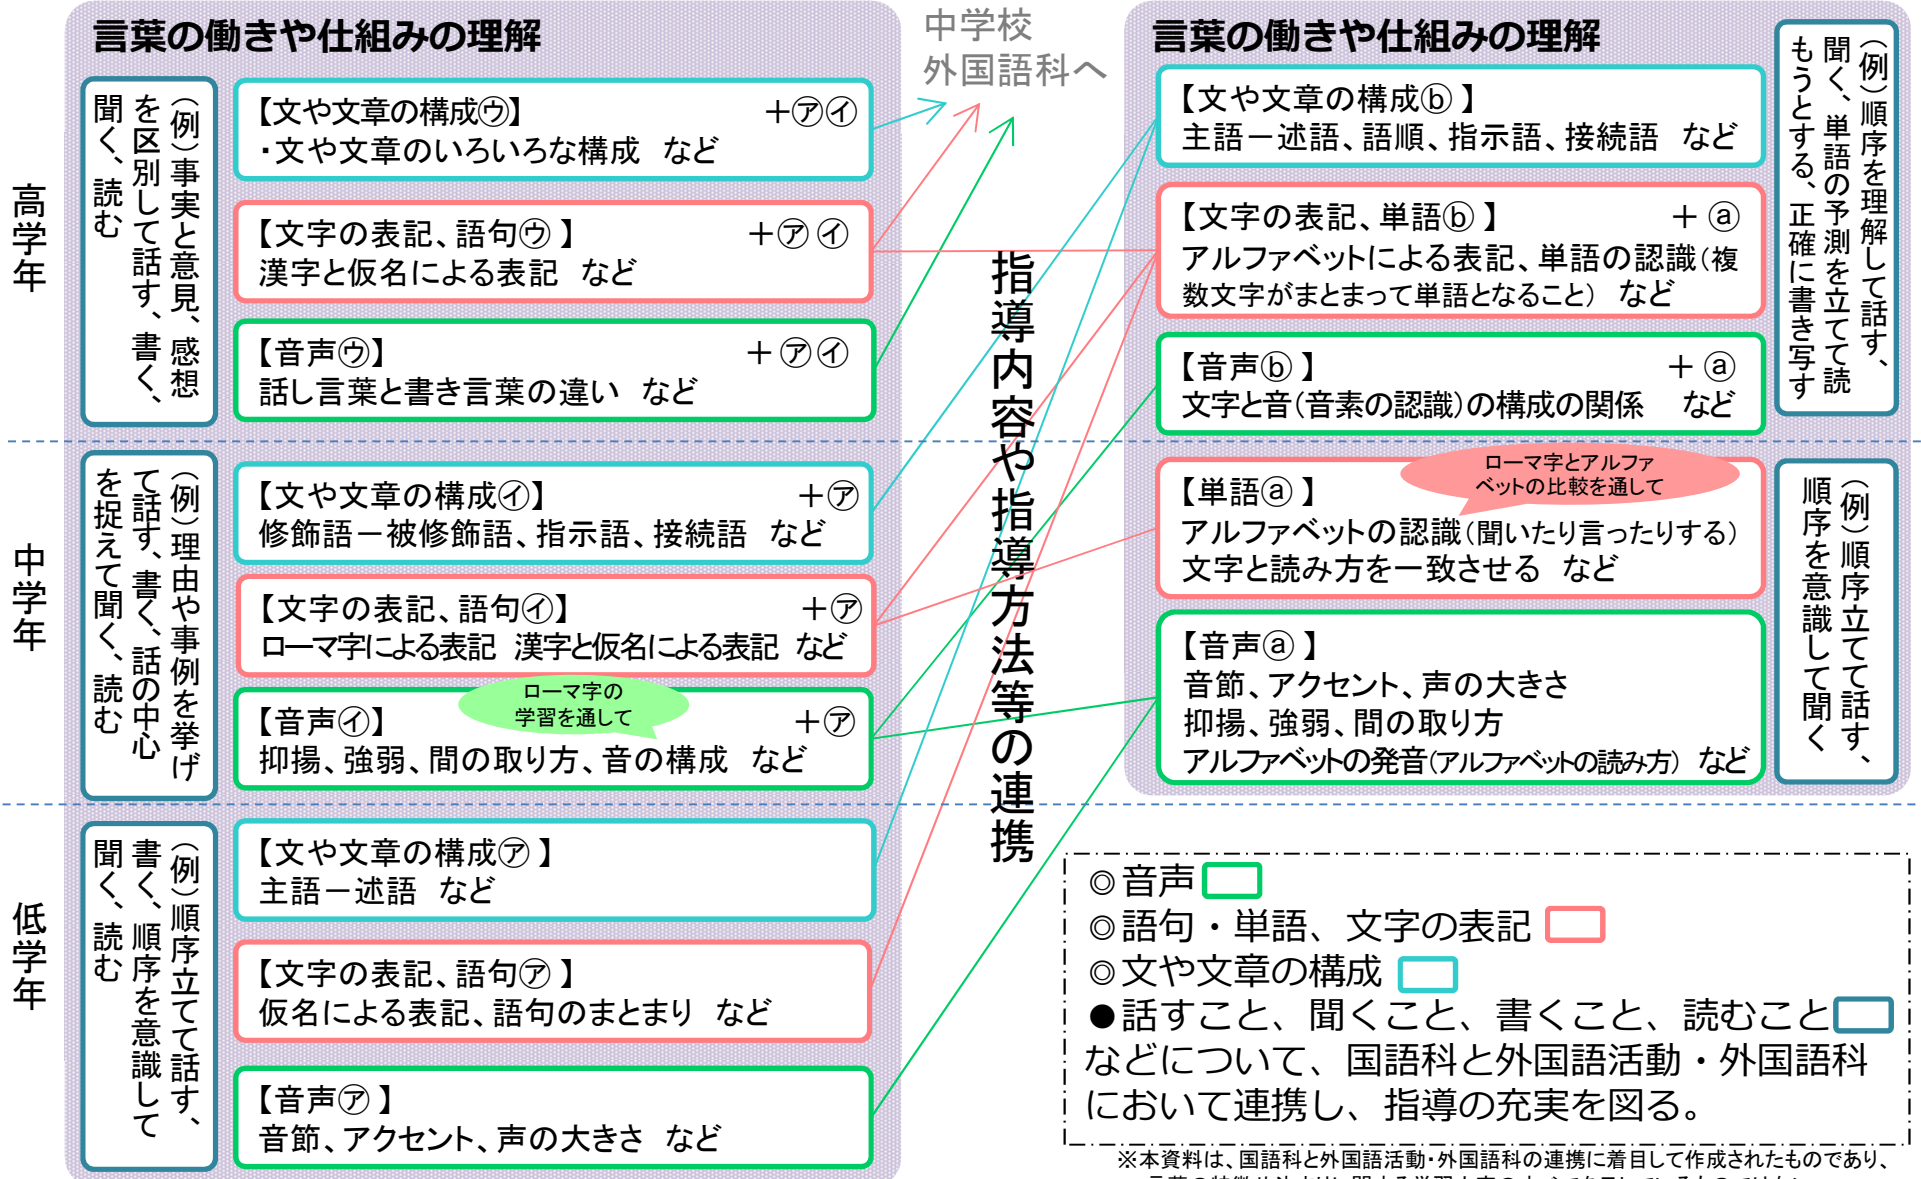 言葉の働きや仕組みの理解
高学年
（例）事実と意見、感想
を区別して話す、書く、
聞く、読む
【文や文章の構成㋒】 ＋㋐㋑
・文や文章のいろいろな構成 など
【文字の表記、語句㋒】 ＋㋐㋑
漢字と仮名による表記 など
【音声㋒】 ＋㋐㋑
話し言葉と書き言葉の違い など
中学年
（例）理由や事例を挙げ
て話す、書く、話の中心
を捉えて聞く、読む
【文や文章の構成㋑】 ＋㋐
修飾語－被修飾語、指示語、接続語 など
【文字の表記、語句㋑】 ＋㋐
ローマ字による表記 漢字と仮名による表記 など
ローマ字の
学習を通して
【音声㋑】 ＋㋐
抑揚、強弱、間の取り方、音の構成 など
低学年
（例）順序立てて話す、
書く、順序を意識して
聞く、読む
【文や文章の構成㋐】
主語－述語 など
【文字の表記、語句㋐】
仮名による表記、語句のまとまり など
【音声㋐】
音節、アクセント、声の大きさ など
中学校
外国語科へ
指導内容や指導方法等の連携
言葉の働きや仕組みの理解
【文や文章の構成ⓑ】
主語－述語、語順、指示語、接続語 など
【文字の表記、単語ⓑ】 ＋ⓐ
アルファベットによる表記、単語の認識（複
数文字がまとまって単語となること） など
【音声ⓑ】 ＋ⓐ
文字と音（音素の認識）の構成の関係 など
（例）順序を理解して話す、
聞く、単語の予測を立てて読
もうとする、正確に書き写す
ローマ字とアルファ
ベットの比較を通して
【単語ⓐ】
アルファベットの認識（聞いたり言ったりする）
文字と読み方を一致させる など
【音声ⓐ】
音節、アクセント、声の大きさ
抑揚、強弱、間の取り方
アルファベットの発音（アルファベットの読み方） など
（例）順序立てて話す、
順序を意識して聞く
◎音声
◎語句・単語、文字の表記
◎文や文章の構成
●話すこと、聞くこと、書くこと、読むこと
などについて、国語科と外国語活動・外国語科
において連携し、指導の充実を図る。
※本資料は、国語科と外国語活動・外国語科の連携に着目して作成されたものであり、